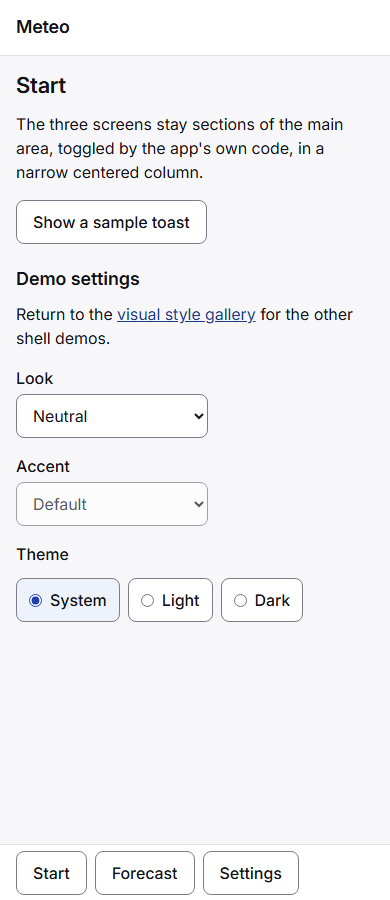 Meteo
Start
The three screens stay sections of the main
area, toggled by the app's own code, in a
narrow centered column.
Show a sample toast
Demo settings
Return to the visual style gallery for the other
shell demos.
Look
Neutral
Accent
Default
Theme
System Light Dark
Start Forecast Settings